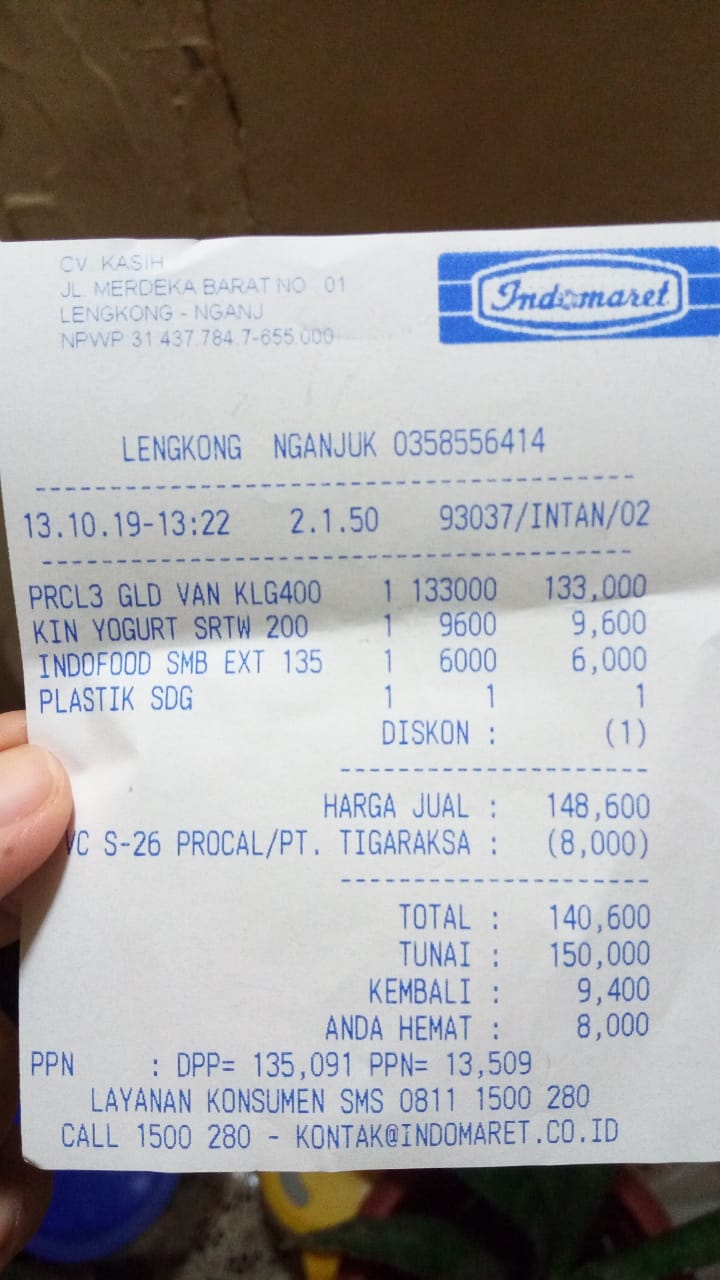 CV. KASIH
JL. MERDEKA BARAT NO 01
LENGKONG - NGANJ
NPWP:31.437.784.7-655.000
Indomaret
LENGKONG NGANJUK 0358556414
13.10.19-13:22 2.1.50 93037/INTAN/02
PRCL3 GLD VAN KLG400 1 133000 133,000
KIN YOGURT SRTW 200 1 9600 9,600
INDOFOOD SMB EXT 135 1 6000 6,000
PLASTIK SDG 1 1 1
DISKON : (1)
HARGA JUAL : 148,600
VC S-26 PROCAL/PT. TIGARAKSA : (8,000)
TOTAL : 140,600
TUNAI : 150,000
KEMBALI : 9,400
ANDA HEMAT : 8,000
PPN : DPP= 135,091 PPN= 13,509
LAYANAN KONSUMEN SMS 0811 1500 280
CALL 1500 280 - KONTAK@INDOMARET.CO.ID